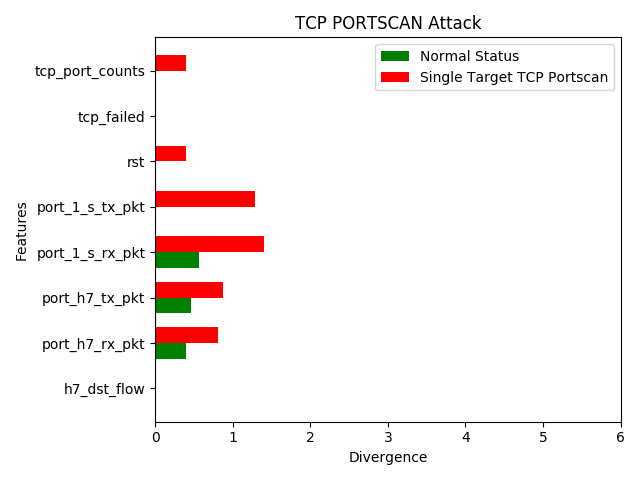 TCP PORTSCAN Attack
Normal Status
Single Target TCP Portscan
tcp_port_counts
tcp_failed
rst
port_1_s_tx_pkt
port_1_s_rx_pkt
port_h7_tx_pkt
port_h7_rx_pkt
h7_dst_flow
Features
0 1 2 3 4 5 6
Divergence